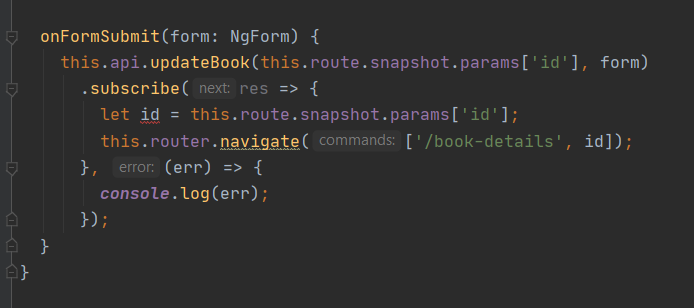 onFormSubmit(form: NgForm) {
this.api.updateBook(this.route.snapshot.params['id'], form)
.subscribe( next: res => {
let id = this.route.snapshot.params['id'];
this.router.navigate( commands: ['/book-details', id]);
}, error: (err) => {
console.log(err);
});
}
}